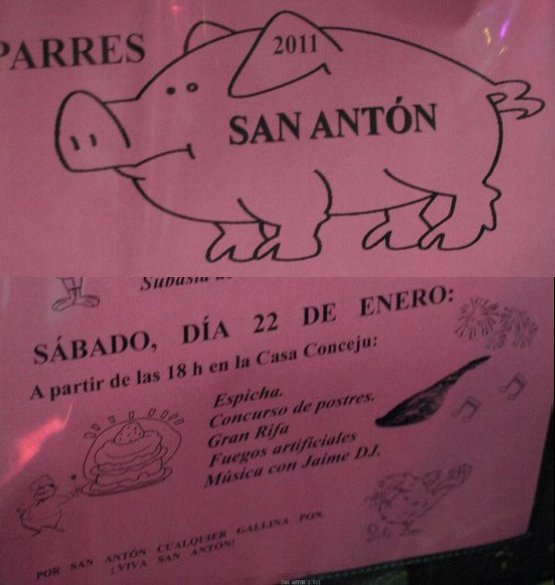 PARRES
2011
SAN ANTÓN
Subasta
SÁBADO, DÍA 22 DE ENERO:
A partir de las 18 h en la Casa Conceju:
Espicha.
Concurso de postres.
Gran Rifa
Fuegos artificiales
Música con Jaime DJ.
POR SAN ANTÓN CUALQUIER GALLINA PON.
¡VIVA SAN ANTÓN!